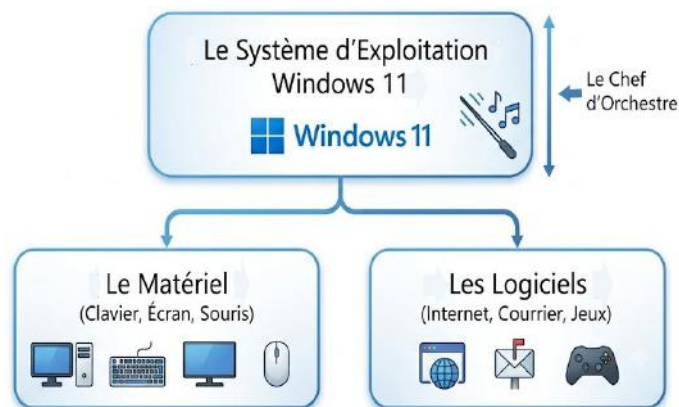 Le Système d’Exploitation
Windows 11
Windows 11
Le Chef
d’Orchestre
Le Matériel
(Clavier, Écran, Souris)
Les Logiciels
(Internet, Courrier, Jeux)